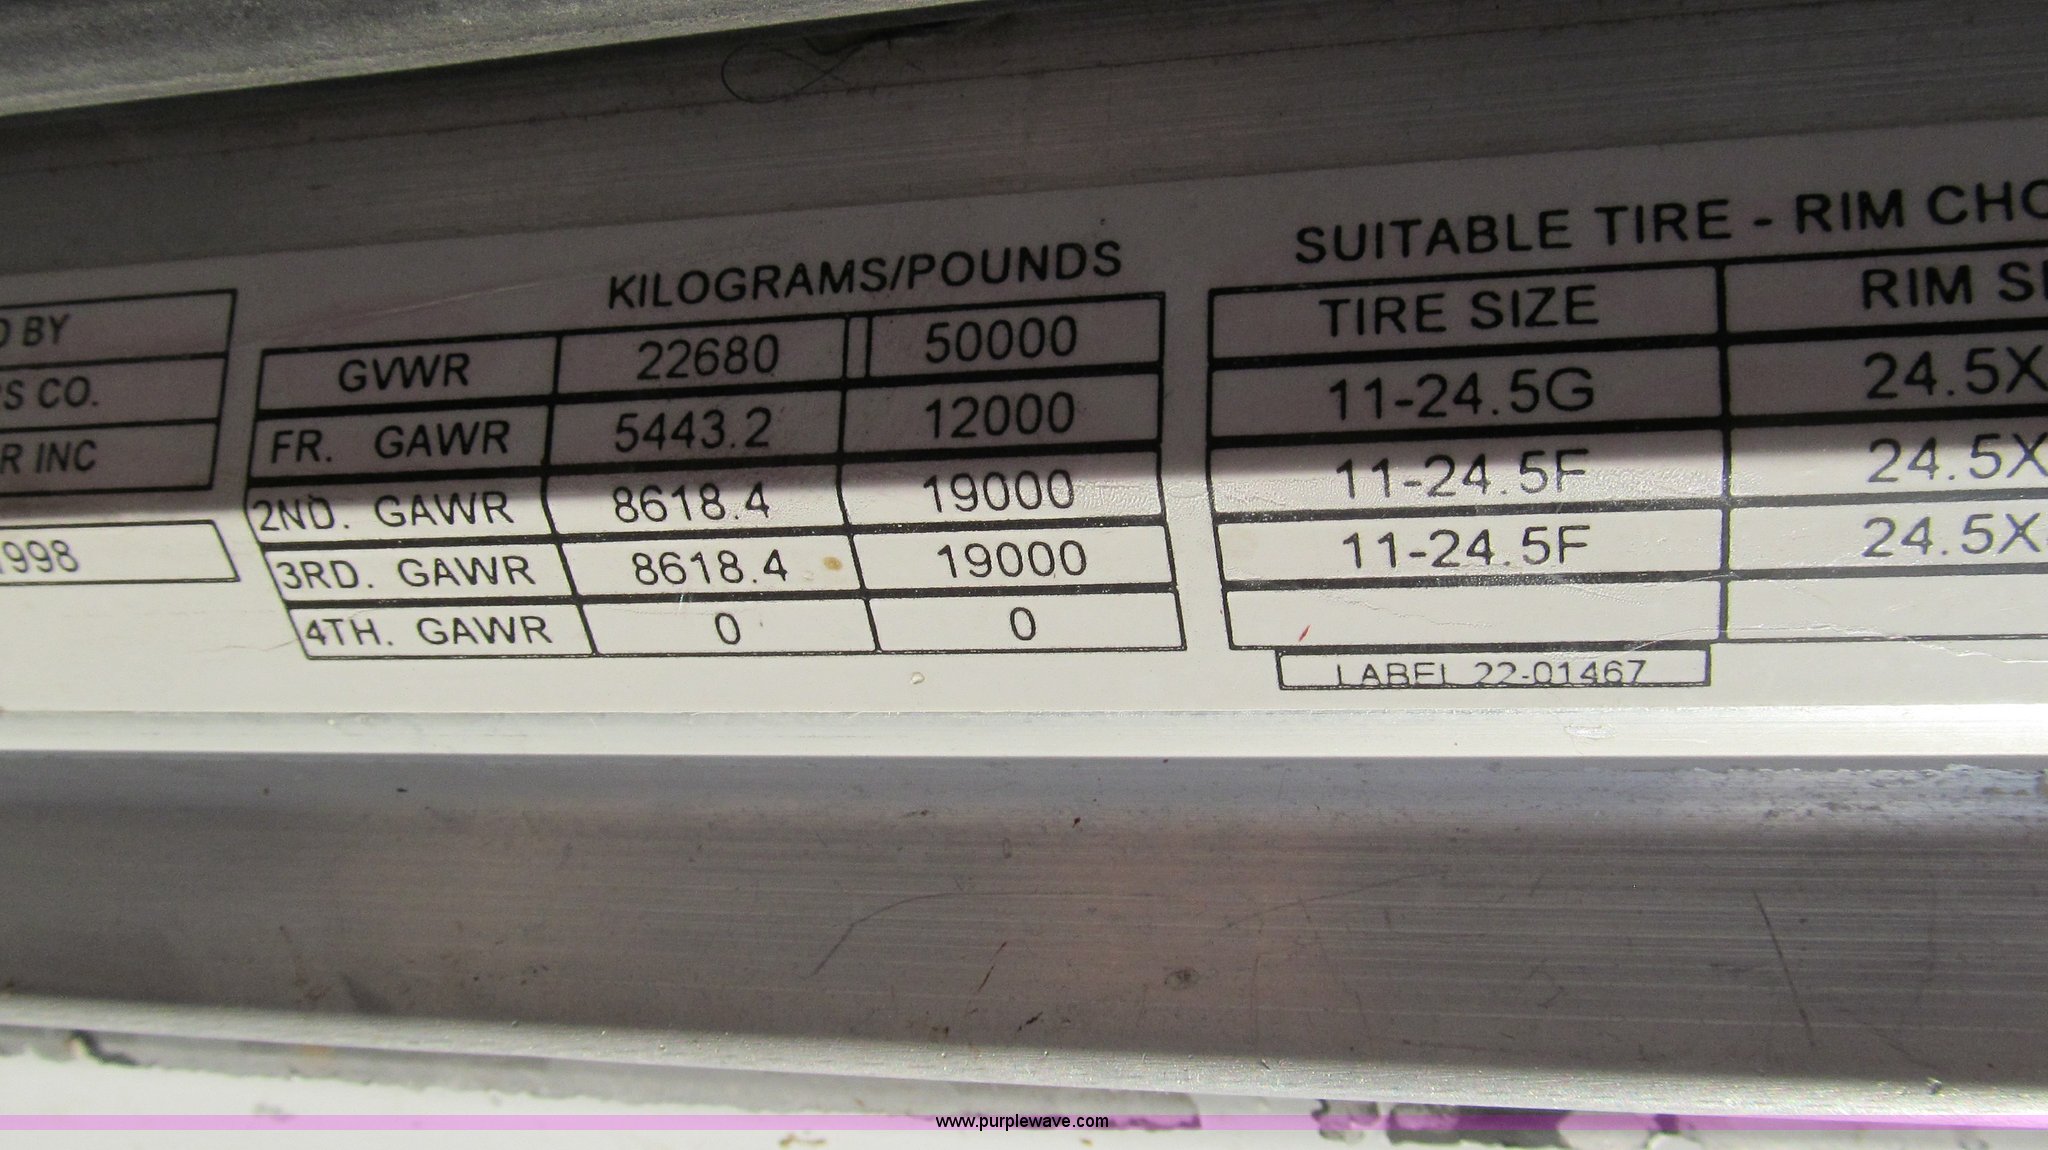 BY
CO.
INC
1998
KILOGRAMS/POUNDS
GVWR 22680 50000
FR. GAWR 5443.2 12000
2ND. GAWR 8618.4 19000
3RD. GAWR 8618.4 19000
4TH. GAWR 0 0
SUITABLE TIRE - RIM
TIRE SIZE RIM
11-24.5G 24.5X
11-24.5F 24.5X
11-24.5F 24.5X
LABEL 22-01467
www.purplewave.com